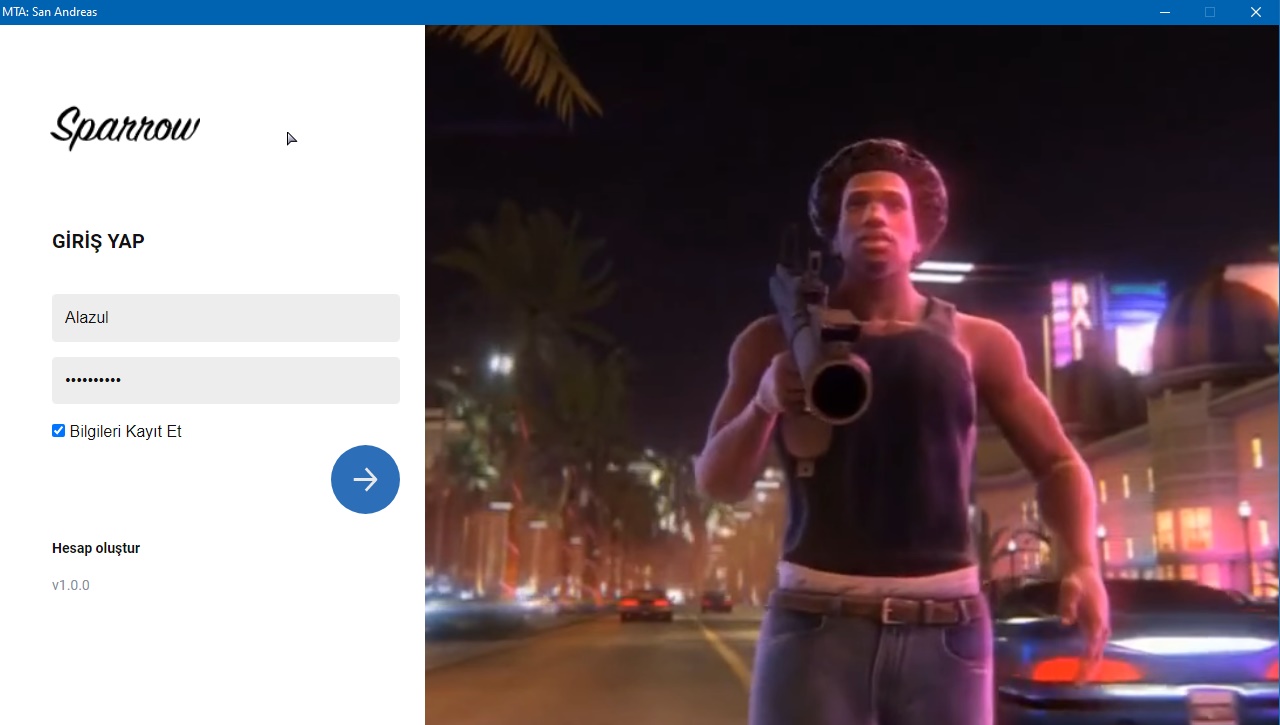 MTA: San Andreas
Sparrow
GİRİŞ YAP
Alazul
••••••••••
Bilgileri Kayıt Et
Hesap oluştur
v1.0.0